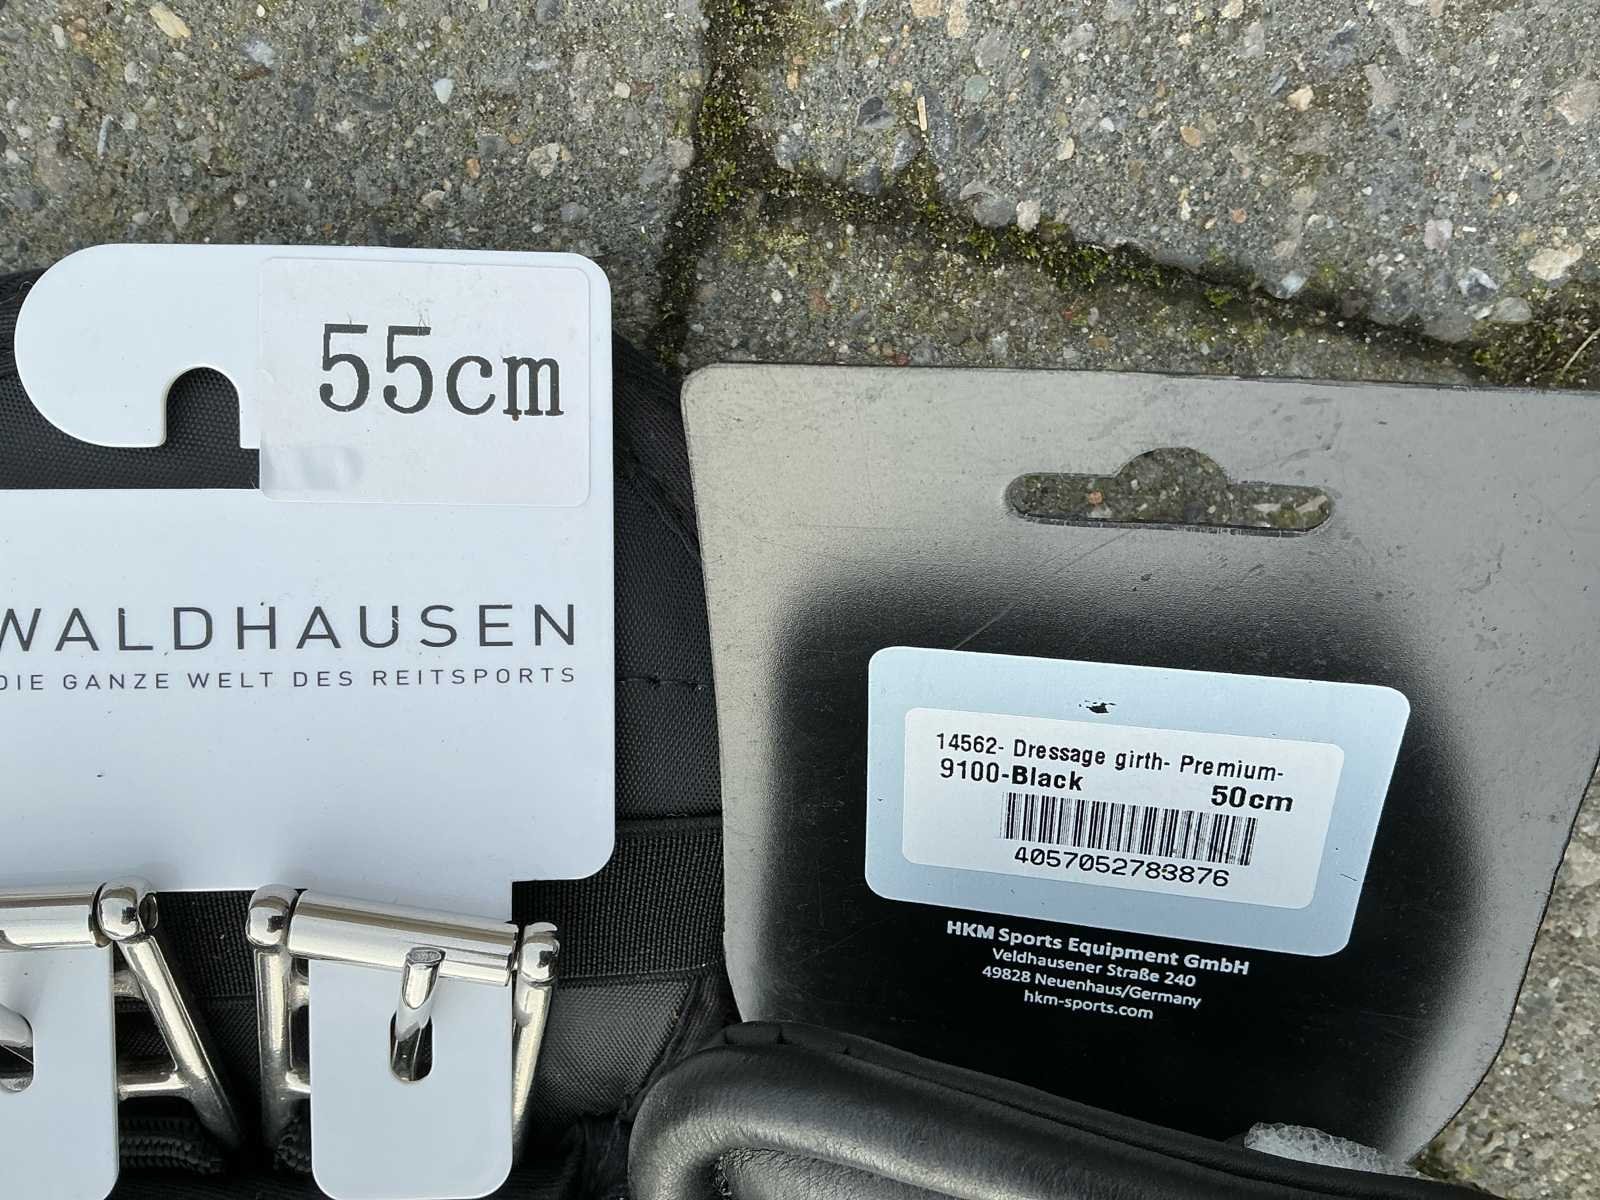 55cm
WALDHAUSEN
DIE GANZE WELT DES REITSPORTS
14562- Dressage girth- Premium-
9100-Black 50cm
4057052783876
HKM Sports Equipment GmbH
Veldhausener Straße 240
49828 Neuenhaus/Germany
hkm-sports.com